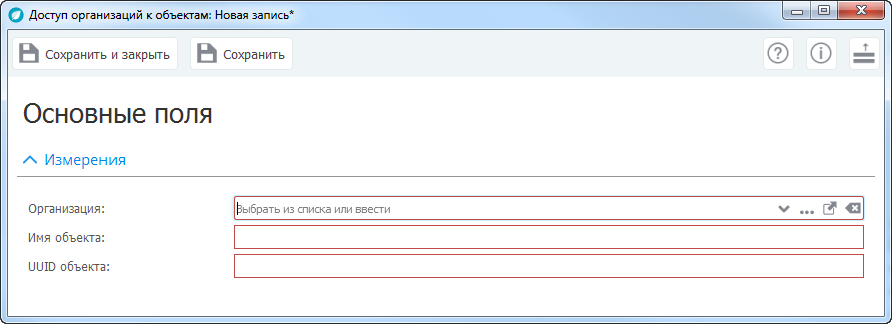 Доступ организаций к объектам: Новая запись*
Сохранить и закрыть Сохранить
Основные поля
Измерения
Организация: Выбрать из списка или ввести
Имя объекта:
UUID объекта: